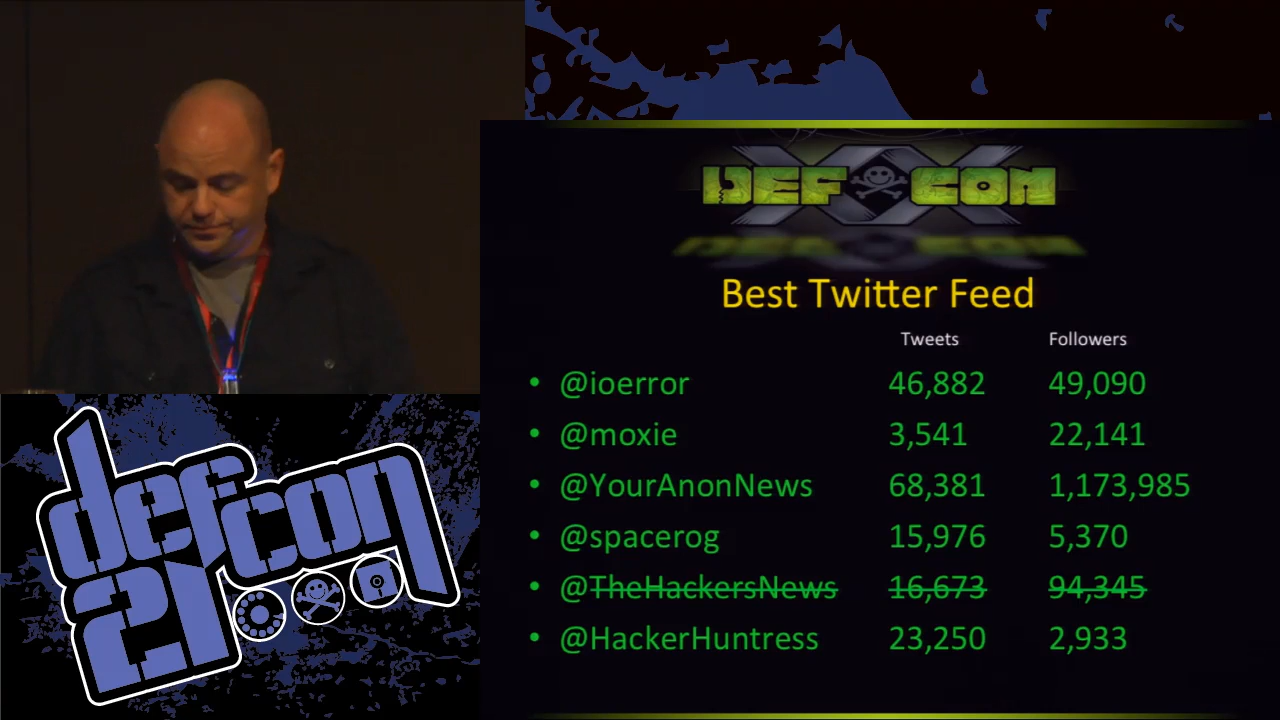 DEF CON
Best Twitter Feed
Tweets Followers
• @ioerror 46,882 49,090
• @moxie 3,541 22,141
• @YourAnonNews 68,381 1,173,985
• @spacerog 15,976 5,370
• @TheHackersNews 16,673 94,345
• @HackerHuntress 23,250 2,933
defcon
21